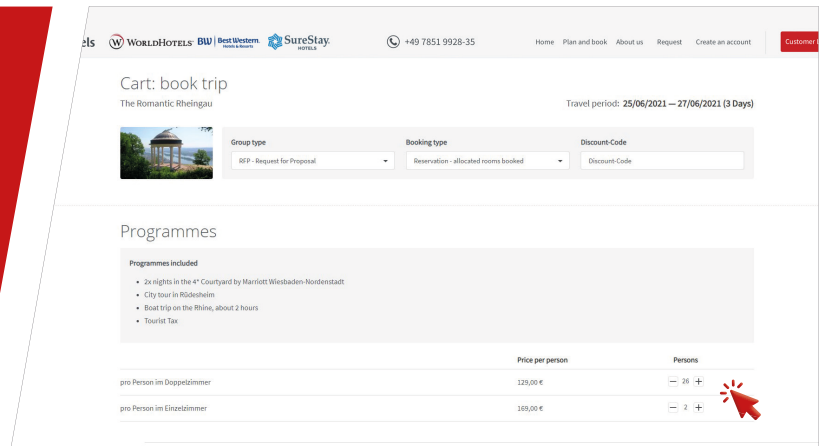 WORLDHOTELS™ BW Best Western. SureStay. +49 7851 9928-35 Home Plan and book About us Request Create an account Customer
Hotels & Resorts HOTELS
Cart: book trip
The Romantic Rheingau Travel period: 25/06/2021 — 27/06/2021 (3 Days)
Group type Booking type Discount-Code
RFP - Request for Proposal Reservation - allocated rooms booked Discount-Code
Programmes
Programmes included
2x nights in the 4* Courtyard by Marriott Wiesbaden-Nordenstadt
City tour in Rüdesheim
Boat trip on the Rhine, about 2 hours
Tourist Tax
Price per person Persons
pro Person im Doppelzimmer 129,00 € − 26 +
pro Person im Einzelzimmer 169,00 € − 2 +